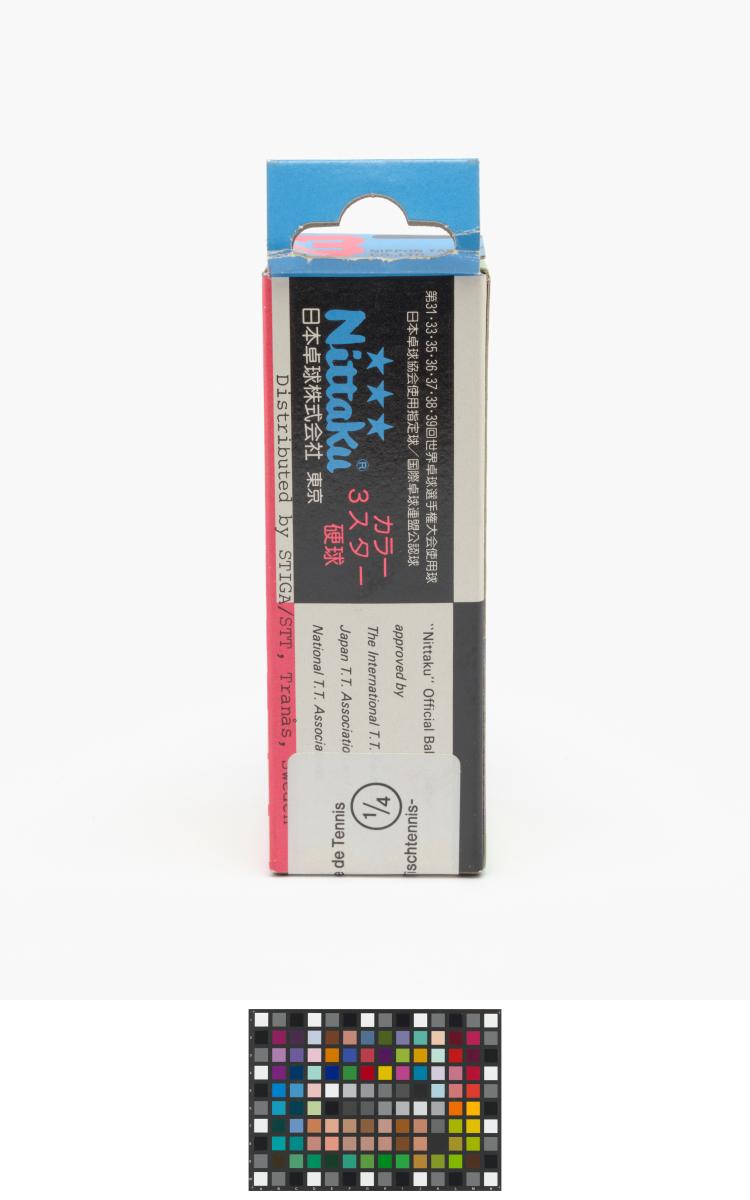 NIPPON TA
第31・33・35・36・37・38・39回世界卓球選手権大会使用球
日本卓球協会使用指定球／国際卓球連盟公認球
★★★
Nittaku®
日本卓球株式会社 東京
カラー
3スター
硬球
Distributed by STIGA/STT, Tranås, Sweden
"Nittaku" Official Bal
approved by
The International T.T.
Japan T.T. Associatio
National T.T. Associa
1/4
ischtennis-
e de Tennis